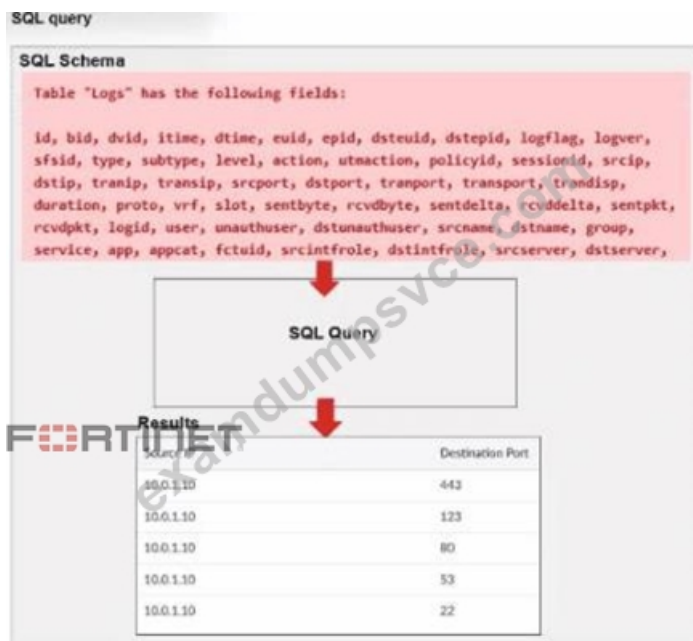 SQL query
SQL Schema
Table "Logs" has the following fields:
id, bid, dvid, itime, dtime, euid, epid, dsteuid, dstepid, logflag, logver,
sfsid, type, subtype, level, action, utmaction, policyid, sessionid, srcip,
dstip, tranip, transip, srcport, dstport, tranport, transport, trandisp,
duration, proto, vrf, slot, sentbyte, rcvdbyte, sentdelta, rcvddelta, sentpkt,
rcvdpkt, logid, user, unauthuser, dstunauthuser, srcname, dstname, group,
service, app, appcat, fctuid, srcintfrole, dstintfrole, srcserver, dstserver,
SQL Query
Results
FORTINET
Source Destination Port
10.0.1.10 443
10.0.1.10 123
10.0.1.10 80
10.0.1.10 53
10.0.1.10 22
examdumpsvce.com